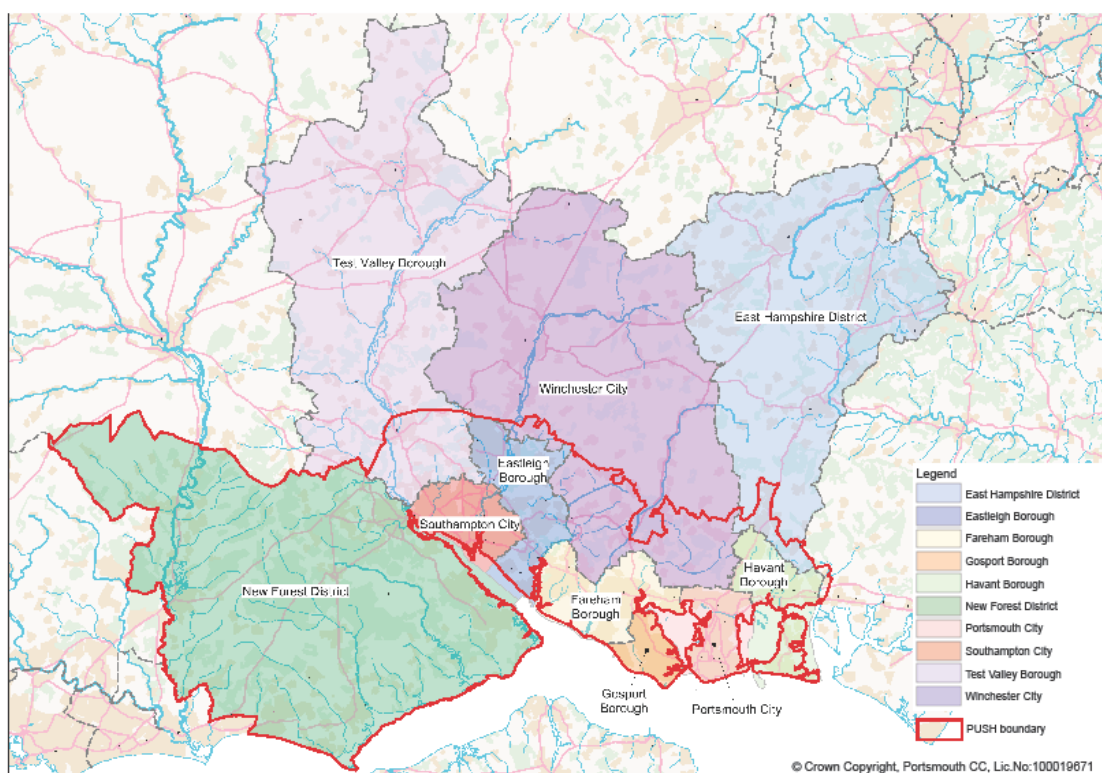 Test Valley Borough
East Hampshire District
Winchester City
Eastleigh
Borough
Southampton City
Havant
Borough
New Forest District
Fareham
Borough
Gosport
Borough
Portsmouth City
Legend
East Hampshire District
Eastleigh Borough
Fareham Borough
Gosport Borough
Havant Borough
New Forest District
Portsmouth City
Southampton City
Test Valley Borough
Winchester City
PUSH boundary
© Crown Copyright, Portsmouth CC, Lic.No:100019671